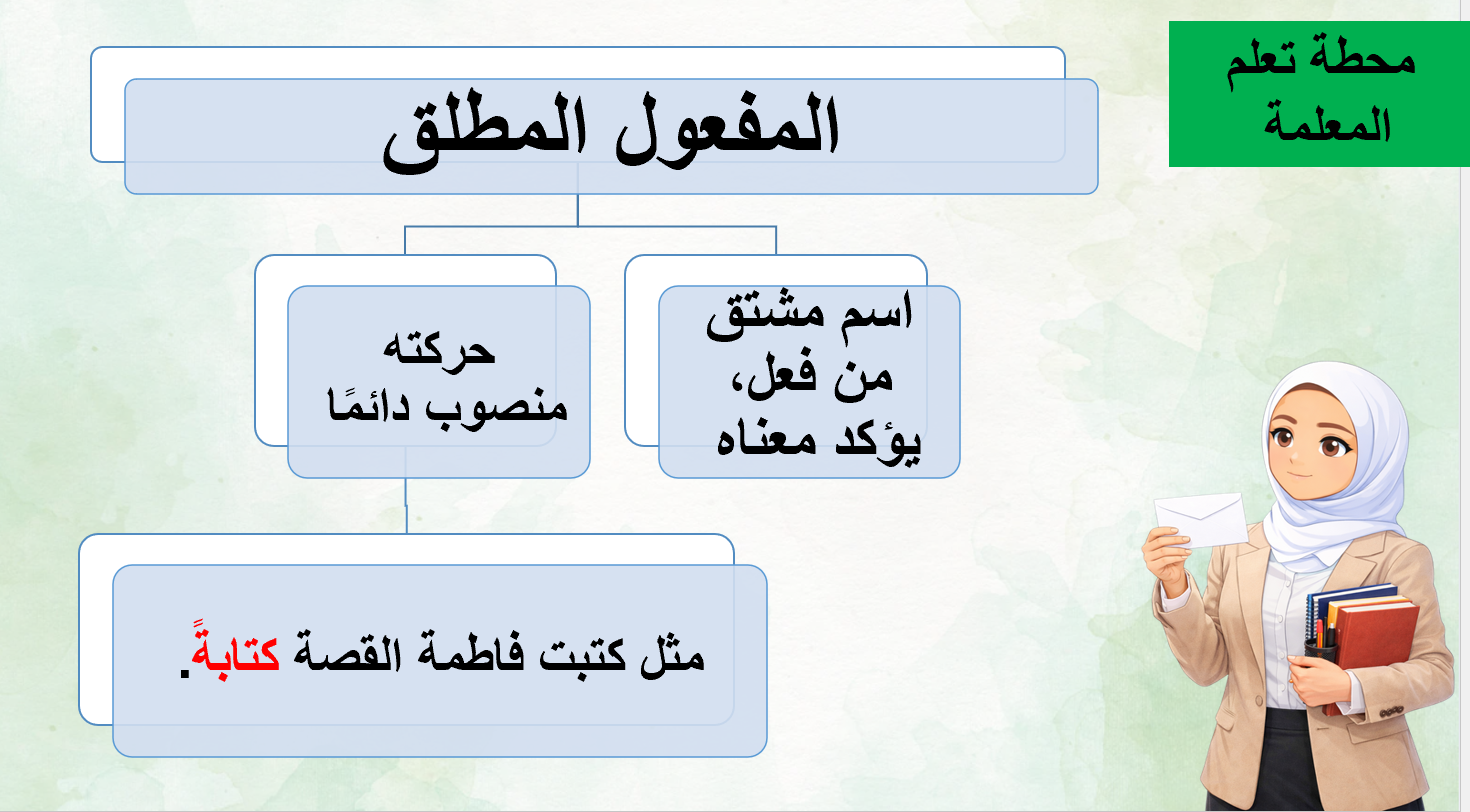 محطة تعلم
المعلمة
المفعول المطلق
اسم مشتق
من فعل،
يؤكد معناه
حركته
منصوب دائمًا
مثل كتبت فاطمة القصة كتابةً.